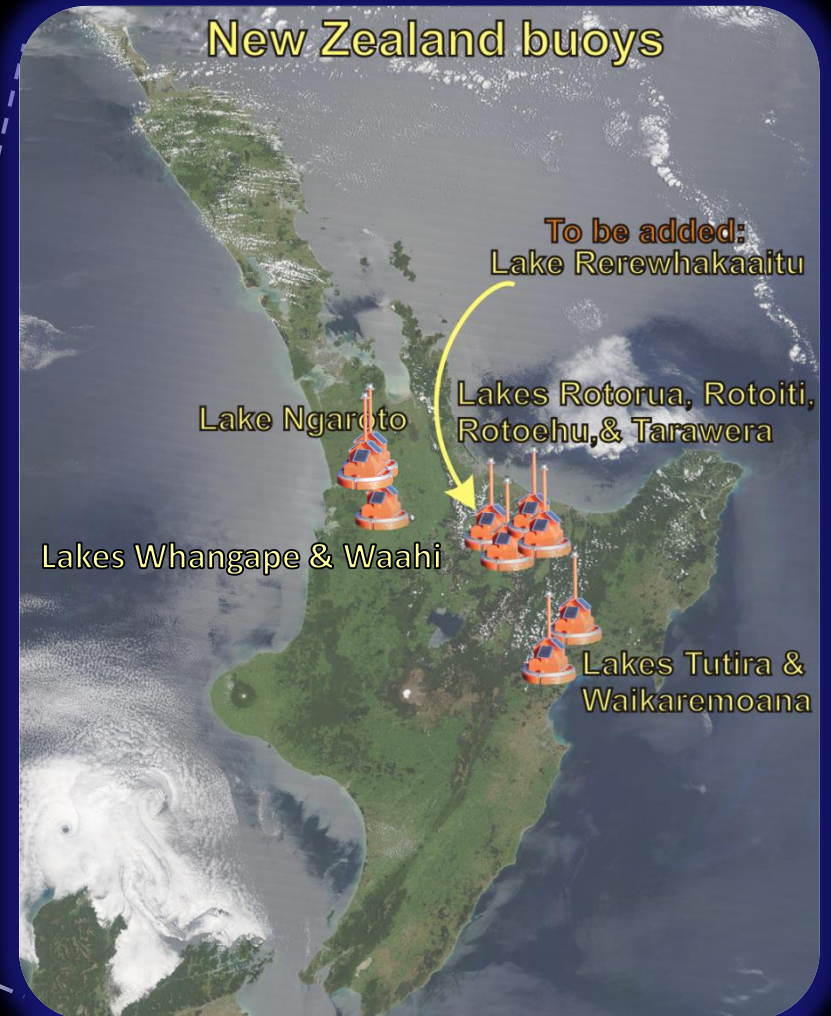 New Zealand buoys
To be added:
Lake Rerewhakaaitu
Lakes Rotorua, Rotoiti,
Rotoehu,& Tarawera
Lake Ngaroto
Lakes Whangape & Waahi
Lakes Tutira &
Waikaremoana